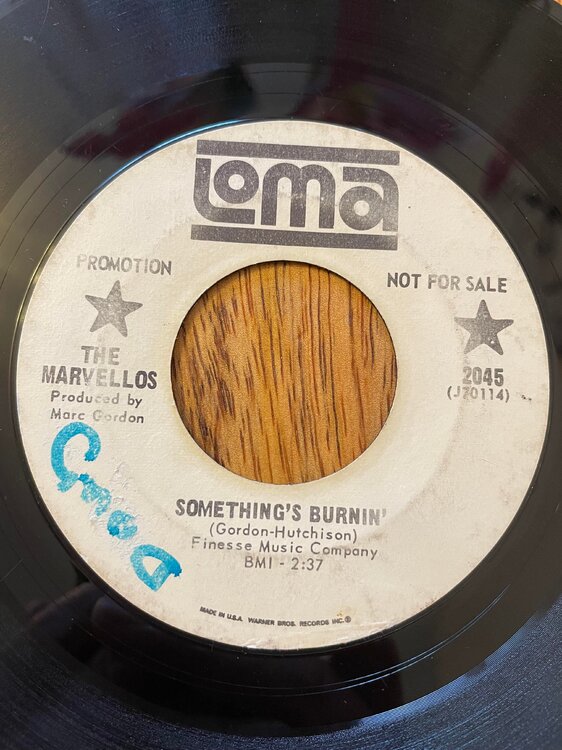 Loma
PROMOTION
NOT FOR SALE
THE
MARVELLOS
Produced by
Marc Gordon
2045
(J70114)
SOMETHING'S BURNIN'
(Gordon-Hutchison)
Finesse Music Company
BMI - 2:37
MADE IN U.S.A. WARNER BROS. RECORDS INC.